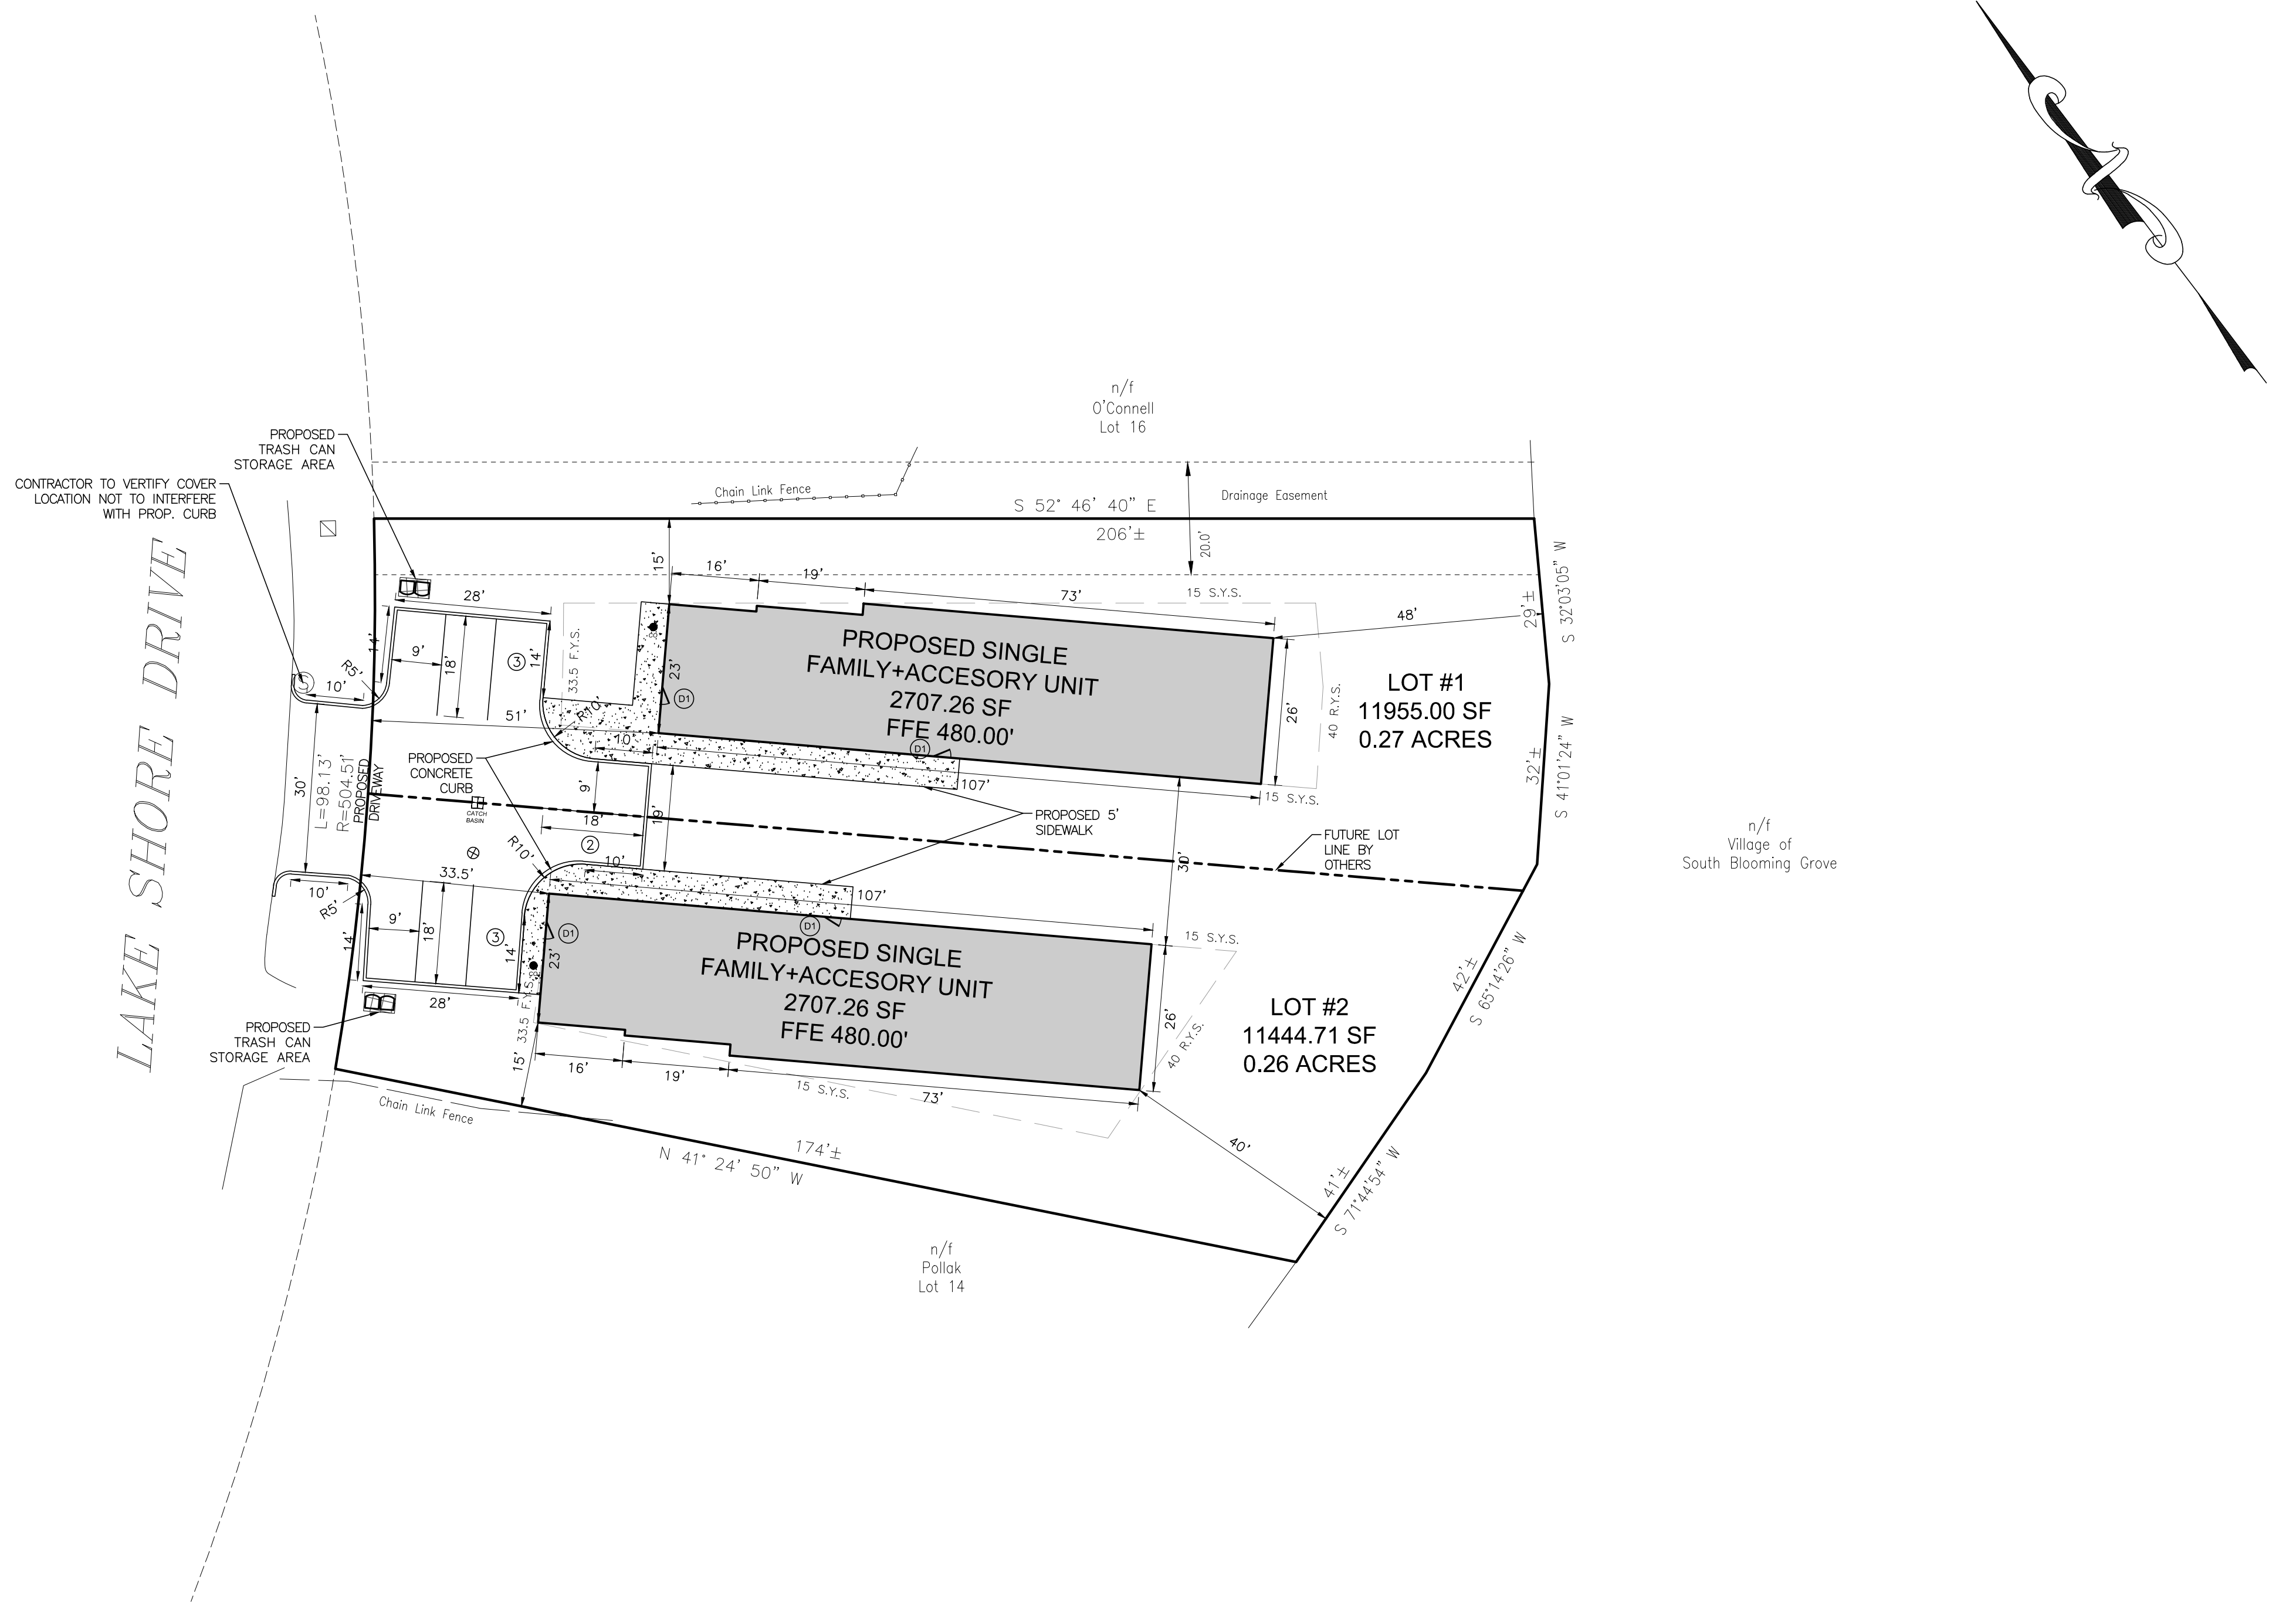 n/f
O'Connell
Lot 16
PROPOSED
TRASH CAN
STORAGE AREA
CONTRACTOR TO VERTIFY COVER
LOCATION NOT TO INTERFERE
WITH PROP. CURB
Chain Link Fence
Drainage Easement
S 52° 46' 40" E
206'±
20.0'
15'
16'
19'
73'
15 S.Y.S.
48'
29'±
S 32°03'05" W
28'
14'
9'
18'
3
14'
33.5 F.Y.S.
CO
4'
23'
D1
PROPOSED SINGLE
FAMILY+ACCESORY UNIT
2707.26 SF
FFE 480.00'
D1
26'
40 R.Y.S.
LOT #1
11955.00 SF
0.27 ACRES
S
10'
R5'
51'
R10'
10'
107'
15 S.Y.S.
32'±
S 41°01'24" W
LAKE SHORE DRIVE
30'
L=98.13'
R=504.51'
PROPOSED
DRIVEWAY
PROPOSED
CONCRETE
CURB
CATCH
BASIN
9'
19'
18'
2
PROPOSED 5'
SIDEWALK
30'
FUTURE LOT
LINE BY
OTHERS
n/f
Village of
South Blooming Grove
R10'
10'
33.5'
10'
R5'
107'
14'
9'
18'
3
14'
D1
23'
D1
PROPOSED SINGLE
FAMILY+ACCESORY UNIT
2707.26 SF
FFE 480.00'
15 S.Y.S.
26'
40 R.Y.S.
42'±
S 65°14'26" W
LOT #2
11444.71 SF
0.26 ACRES
28'
33.5 F.Y.S.
PROPOSED
TRASH CAN
STORAGE AREA
15'
16'
19'
15 S.Y.S.
73'
40'
41'±
S 71°44'54" W
Chain Link Fence
174'±
N 41° 24' 50" W
n/f
Pollak
Lot 14